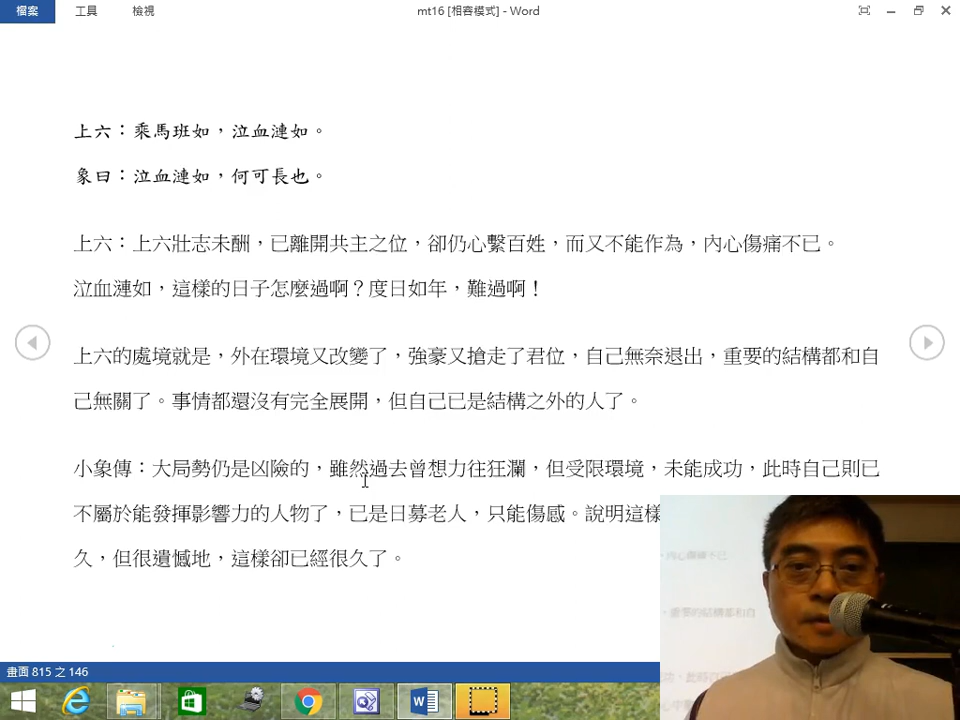 檔案 工具 檢視 mt16 [相容模式] - Word
上六：乘馬班如，泣血漣如。
象曰：泣血漣如，何可長也。
上六：上六壯志未酬，已離開共主之位，卻仍心繫百姓，而又不能作為，內心傷痛不已。
泣血漣如，這樣的日子怎麼過啊？度日如年，難過啊！
上六的處境就是，外在環境又改變了，強豪又搶走了君位，自己無奈退出，重要的結構都和自
己無關了。事情都還沒有完全展開，但自己已是結構之外的人了。
小象傳：大局勢仍是凶險的，雖然過去曾想力往狂瀾，但受限環境，未能成功，此時自己則已
不屬於能發揮影響力的人物了，已是日募老人，只能傷感。說明這樣
久，但很遺憾地，這樣卻已經很久了。
畫面 815 之 146